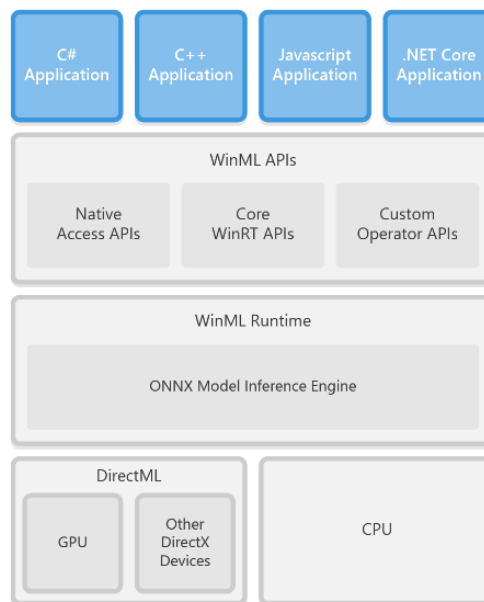 C#
Application
C++
Application
Javascript
Application
.NET Core
Application
WinML APIs
Native
Access APIs
Core
WinRT APIs
Custom
Operator APIs
WinML Runtime
ONNX Model Inference Engine
DirectML
GPU
Other
DirectX
Devices
CPU